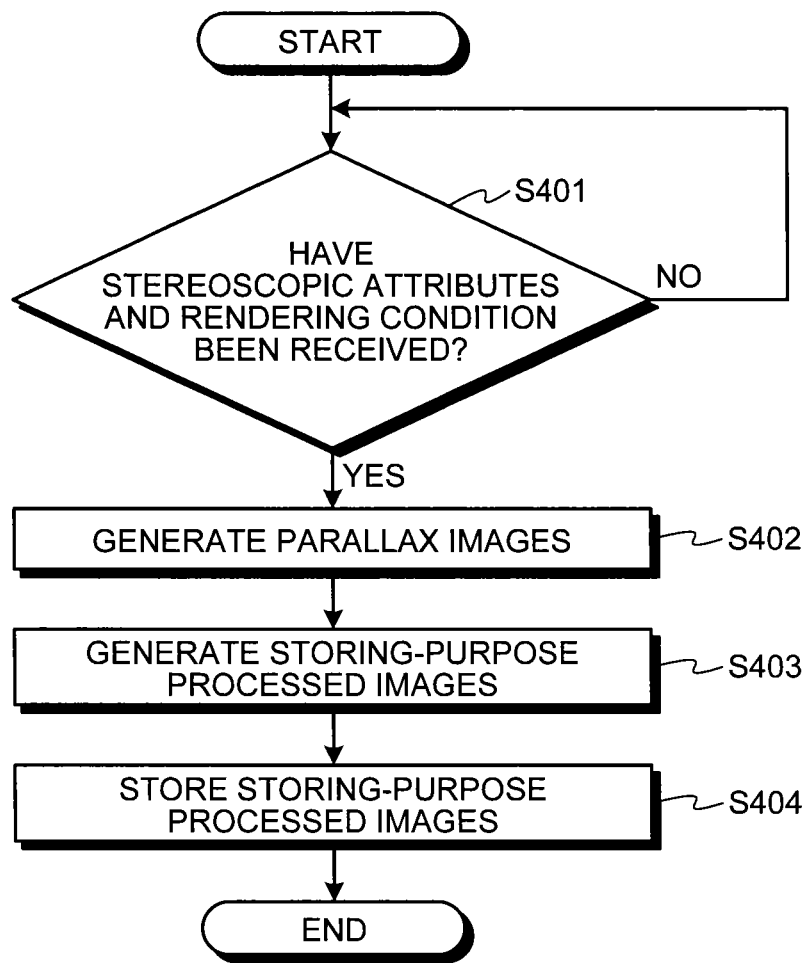 START
S401
HAVE
STEREOSCOPIC ATTRIBUTES
AND RENDERING CONDITION
BEEN RECEIVED?
NO
YES
GENERATE PARALLAX IMAGES
S402
GENERATE STORING-PURPOSE
PROCESSED IMAGES
S403
STORE STORING-PURPOSE
PROCESSED IMAGES
S404
END